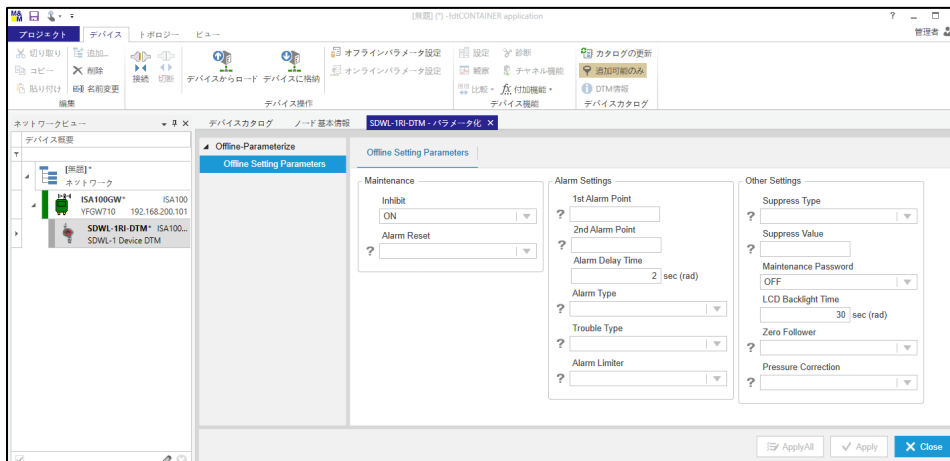 M&M
[無題] (*) -fdtCONTAINER application
?
プロジェクト デバイス トポロジー ビュー
管理者
切り取り
コピー
貼り付け
追加...
削除
名前変更
編集
接続 切断
デバイスからロード デバイスに格納
デバイス操作
オフラインパラメータ設定
オンラインパラメータ設定
設定 診断
観察 チャネル機能
比較 fx 付加機能
デバイス機能
カタログの更新
追加可能のみ
DTM情報
デバイスカタログ
ネットワークビュー
デバイス概要
[無題]*
ネットワーク
ISA100GW* ISA100
YFGW710 192.168.200.101
SDWL-1RI-DTM* ISA100...
SDWL-1 Device DTM
デバイスカタログ ノード基本情報 SDWL-1RI-DTM - パラメータ化 X
Offline-Parameterize
Offline Setting Parameters
Offline Setting Parameters
Maintenance
Inhibit
ON
Alarm Reset
?
Alarm Settings
1st Alarm Point
?
2nd Alarm Point
?
Alarm Delay Time
2 sec (rad)
Alarm Type
?
Trouble Type
?
Alarm Limiter
?
Other Settings
Suppress Type
?
Suppress Value
?
Maintenance Password
OFF
LCD Backlight Time
30 sec (rad)
Zero Follower
?
Pressure Correction
?
ApplyAll Apply X Close